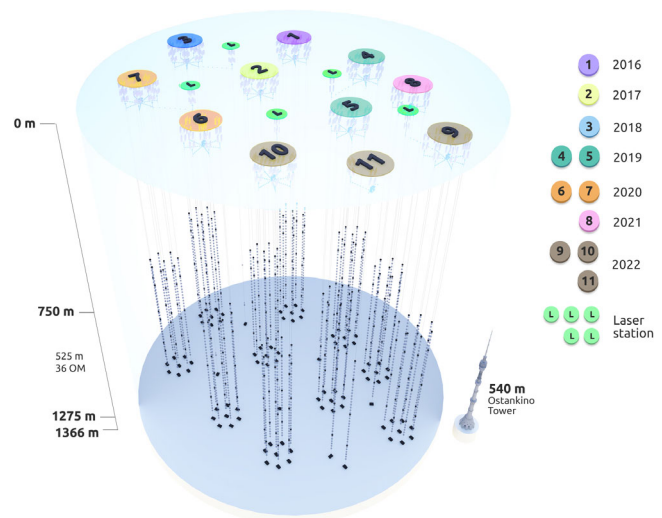 3
L
1
4
7
L
2
L
8
6
L
5
L
9
10
11
0 m
750 m
525 m
36 OM
1275 m
1366 m
540 m
Ostankino
Tower
1 2016
2 2017
3 2018
4 5 2019
6 7 2020
8 2021
9 10 2022
11
L L L Laser
L L station